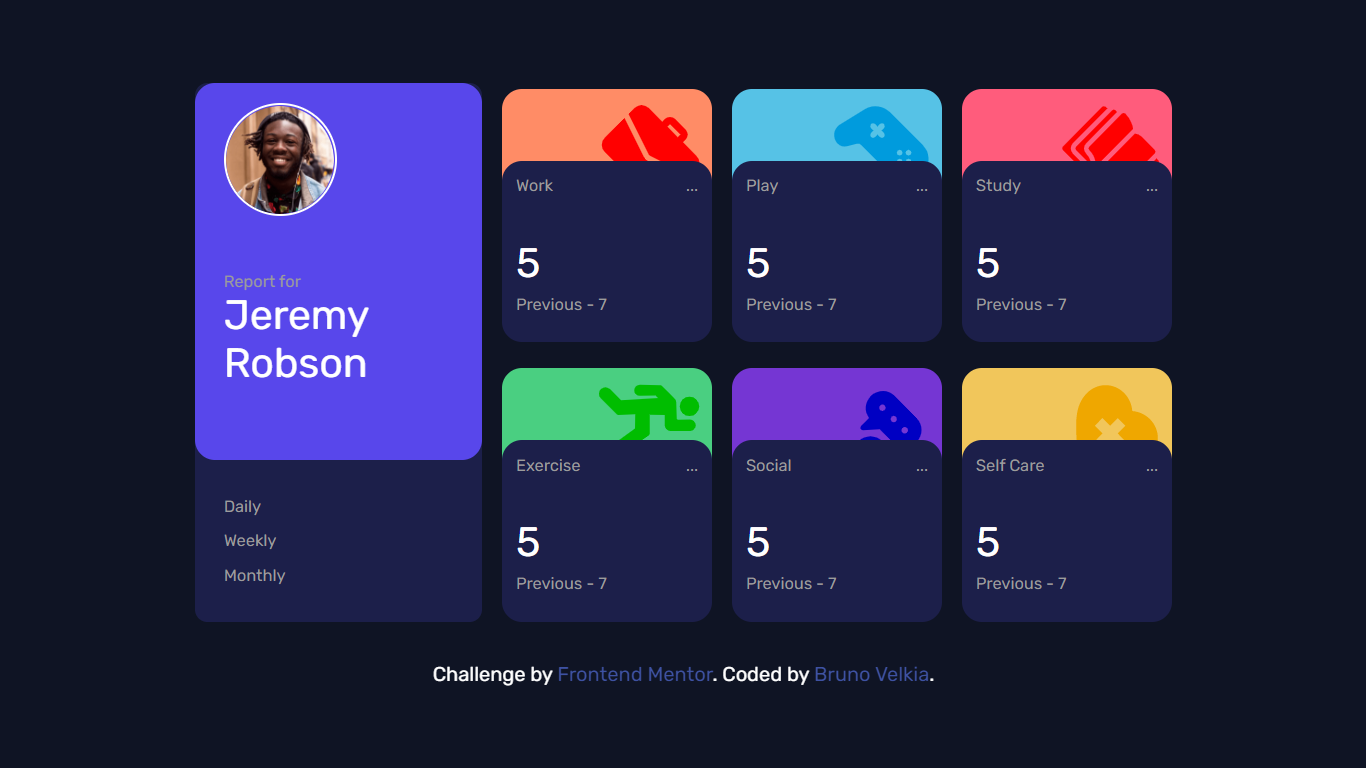 Report for
Jeremy
Robson
Daily
Weekly
Monthly
Work ...
5
Previous - 7
Play ...
5
Previous - 7
Study ...
5
Previous - 7
Exercise ...
5
Previous - 7
Social ...
5
Previous - 7
Self Care ...
5
Previous - 7
Challenge by Frontend Mentor. Coded by Bruno Velkia.